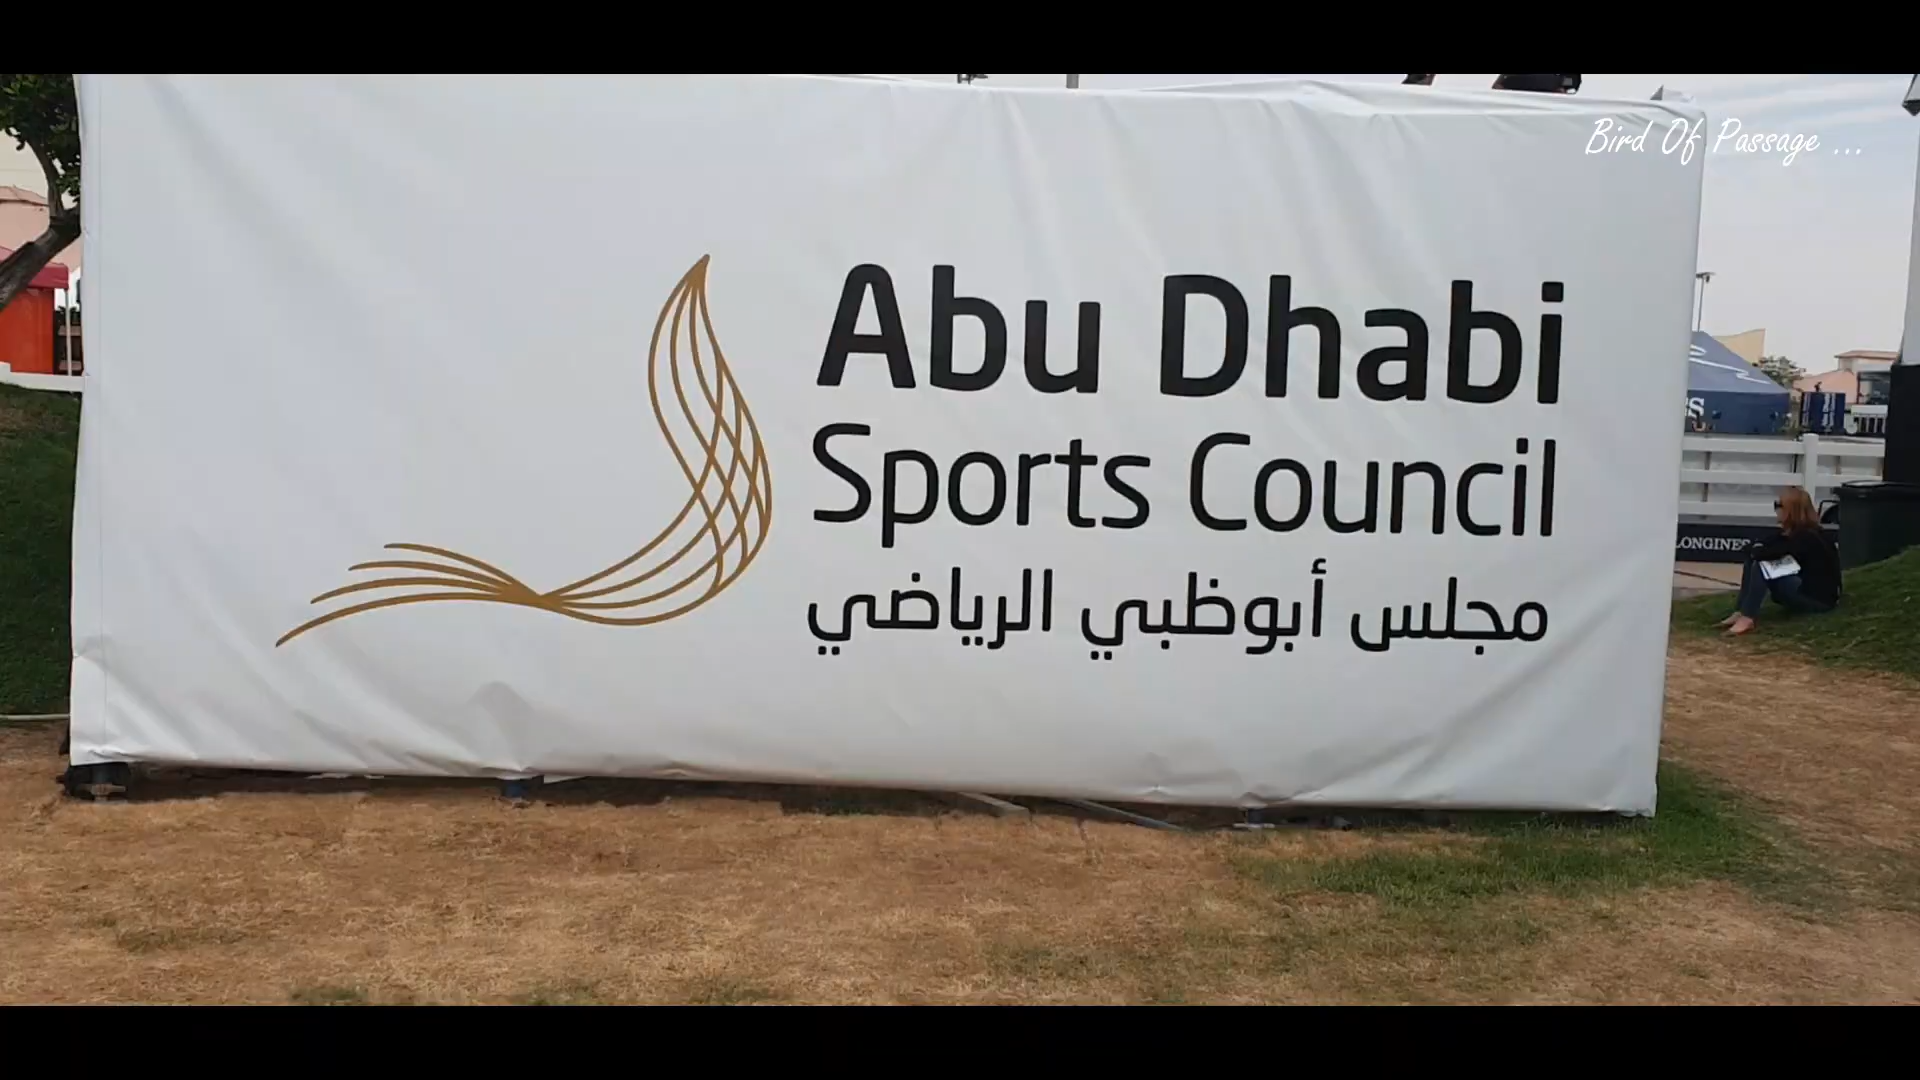 Bird Of Passage ...
Abu Dhabi
Sports Council
مجلس أبوظبي الرياضي
LONGINES